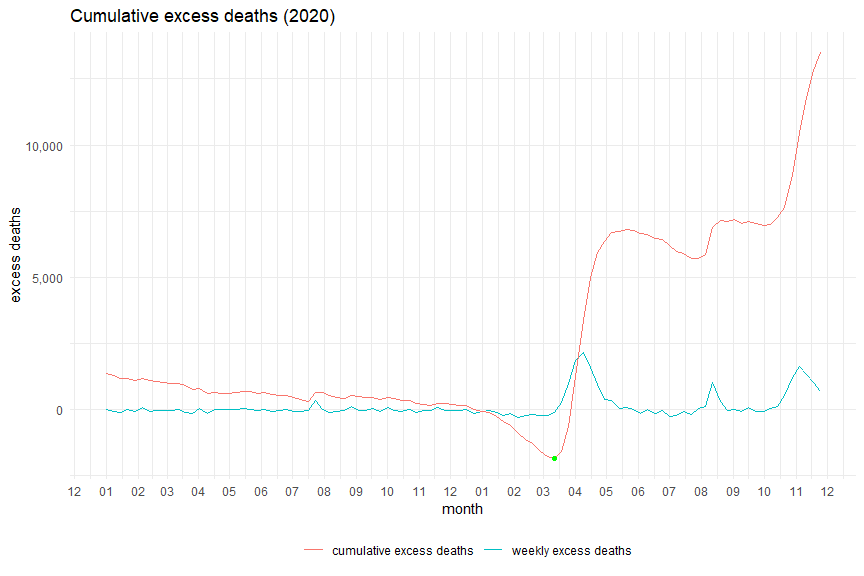 Cumulative excess deaths (2020)
excess deaths
10,000
5,000
0
12 01 02 03 04 05 06 07 08 09 10 11 12 01 02 03 04 05 06 07 08 09 10 11 12
month
cumulative excess deaths weekly excess deaths